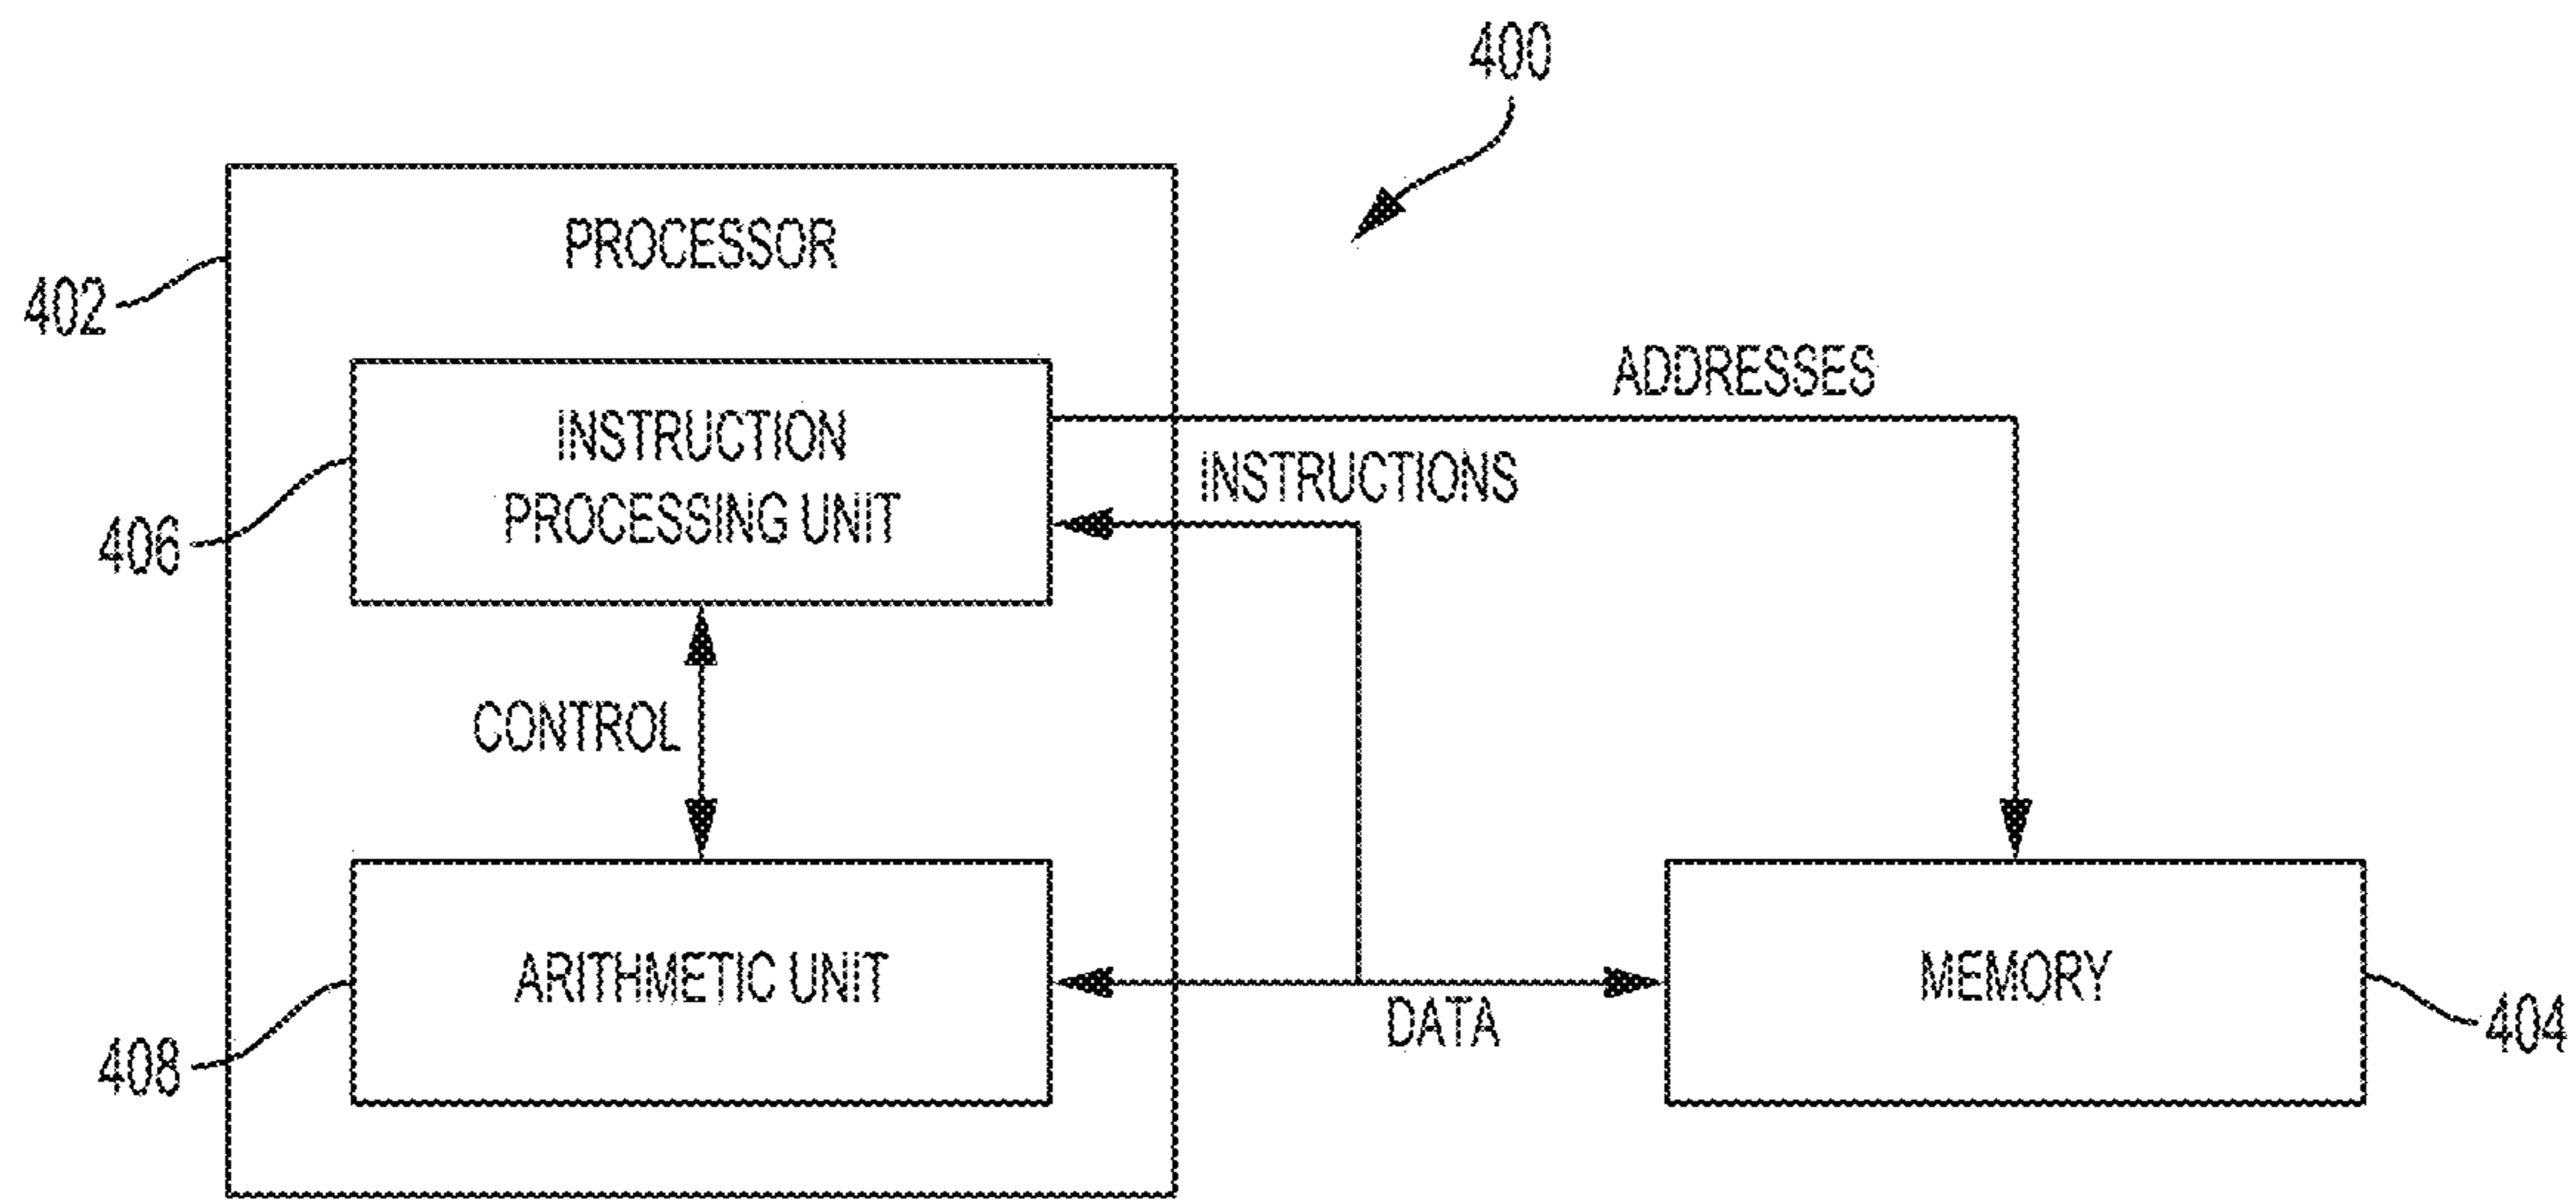 400
PROCESSOR
402
ADDRESSES
INSTRUCTION
PROCESSING UNIT
INSTRUCTIONS
406
CONTROL
ARITHMETIC UNIT
MEMORY
DATA
404
408